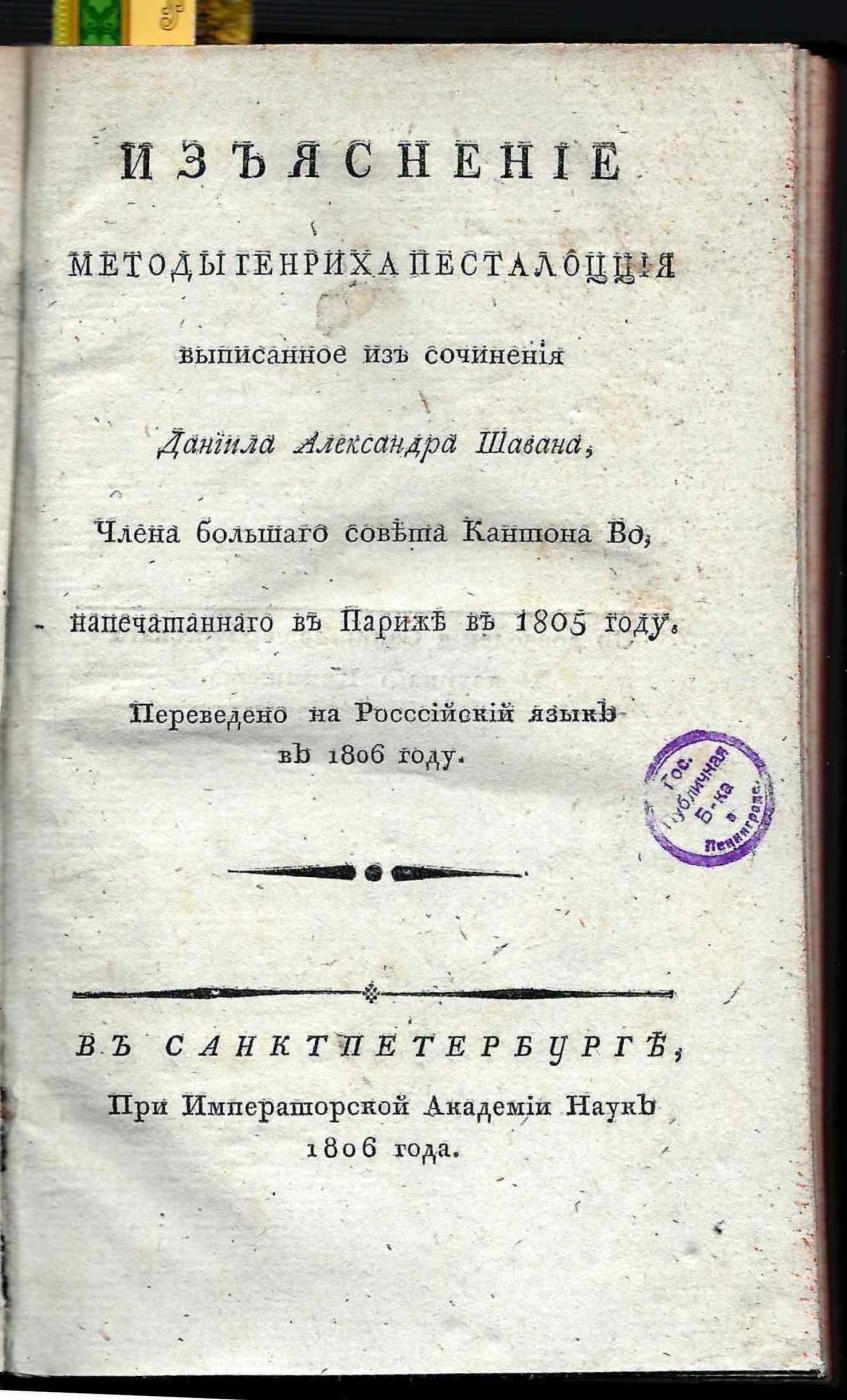 ИЗЪЯСНЕНІЕ
МЕТОДЫ ГЕНРИХА ПЕСТАЛОЦЦІЯ
выписанное изъ сочиненія
Даніила Александра Шавана,
Члена большаго совѣта Кантона Во,
напечатаннаго въ Парижѣ въ 1805 году.
Переведено на Росссійскій языкъ
въ 1806 году.
Гос.
Публичная
Б-ка
в
Ленинграде.
ВЪ САНКТПЕТЕРБУРГѢ,
При Императорской Академіи Наукъ
1806 года.